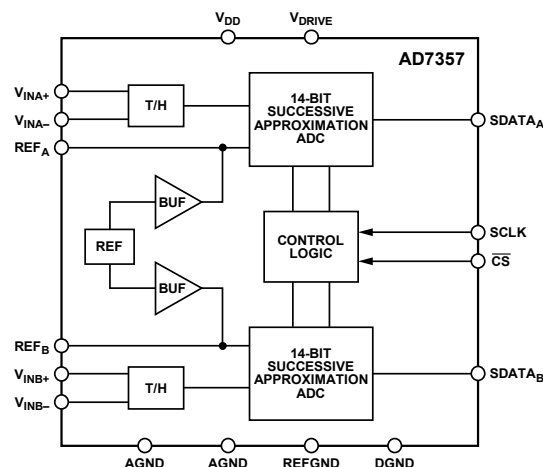 V_DD V_DRIVE
AD7357
V_INA+
V_INA–
REF_A
T/H
14-BIT
SUCCESSIVE
APPROXIMATION
ADC
SDATA_A
BUF
REF
BUF
CONTROL
LOGIC
SCLK
CS
REF_B
V_INB+
V_INB–
T/H
14-BIT
SUCCESSIVE
APPROXIMATION
ADC
SDATA_B
AGND AGND REFGND DGND